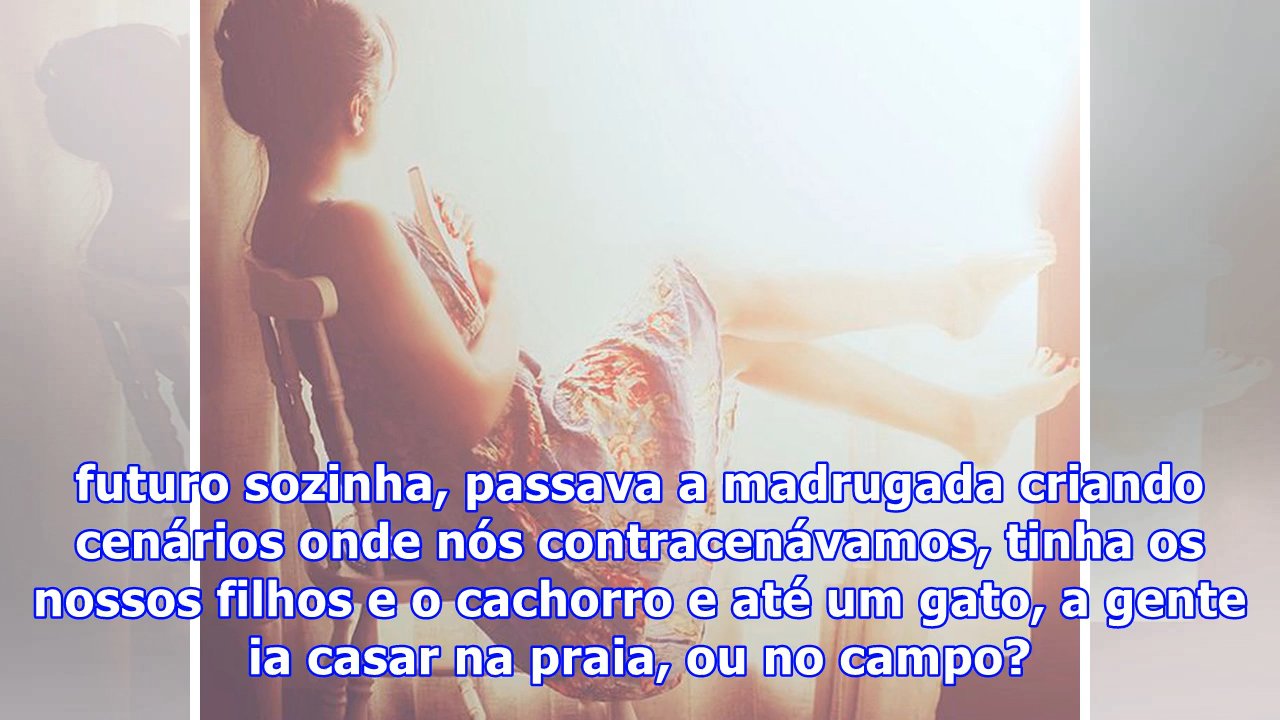 futuro sozinha, passava a madrugada criando
cenários onde nós contracenávamos, tinha os
nossos filhos e o cachorro e até um gato, a gente
ia casar na praia, ou no campo?